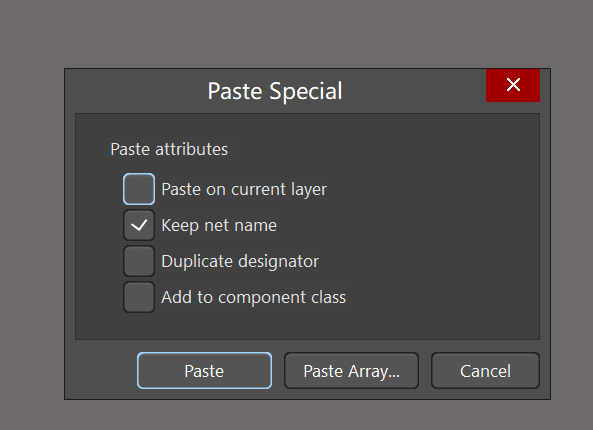 Paste Special
Paste attributes
Paste on current layer
Keep net name
Duplicate designator
Add to component class
Paste Paste Array... Cancel